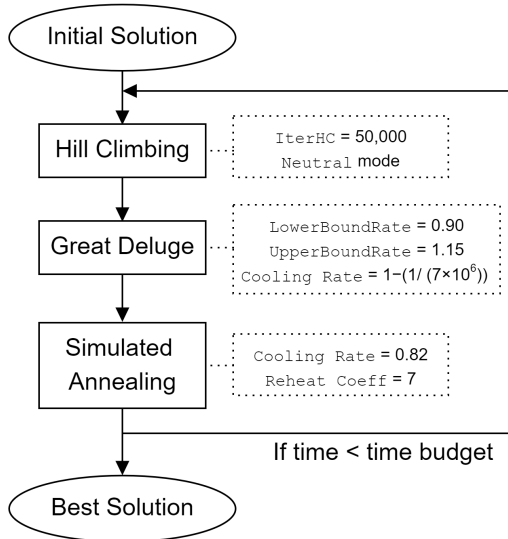 Initial Solution
Hill Climbing
IterHC = 50,000
Neutral mode
Great Deluge
LowerBoundRate = 0.90
UpperBoundRate = 1.15
Cooling Rate = 1−(1/ (7×10⁶))
Simulated
Annealing
Cooling Rate = 0.82
Reheat Coeff = 7
If time < time budget
Best Solution